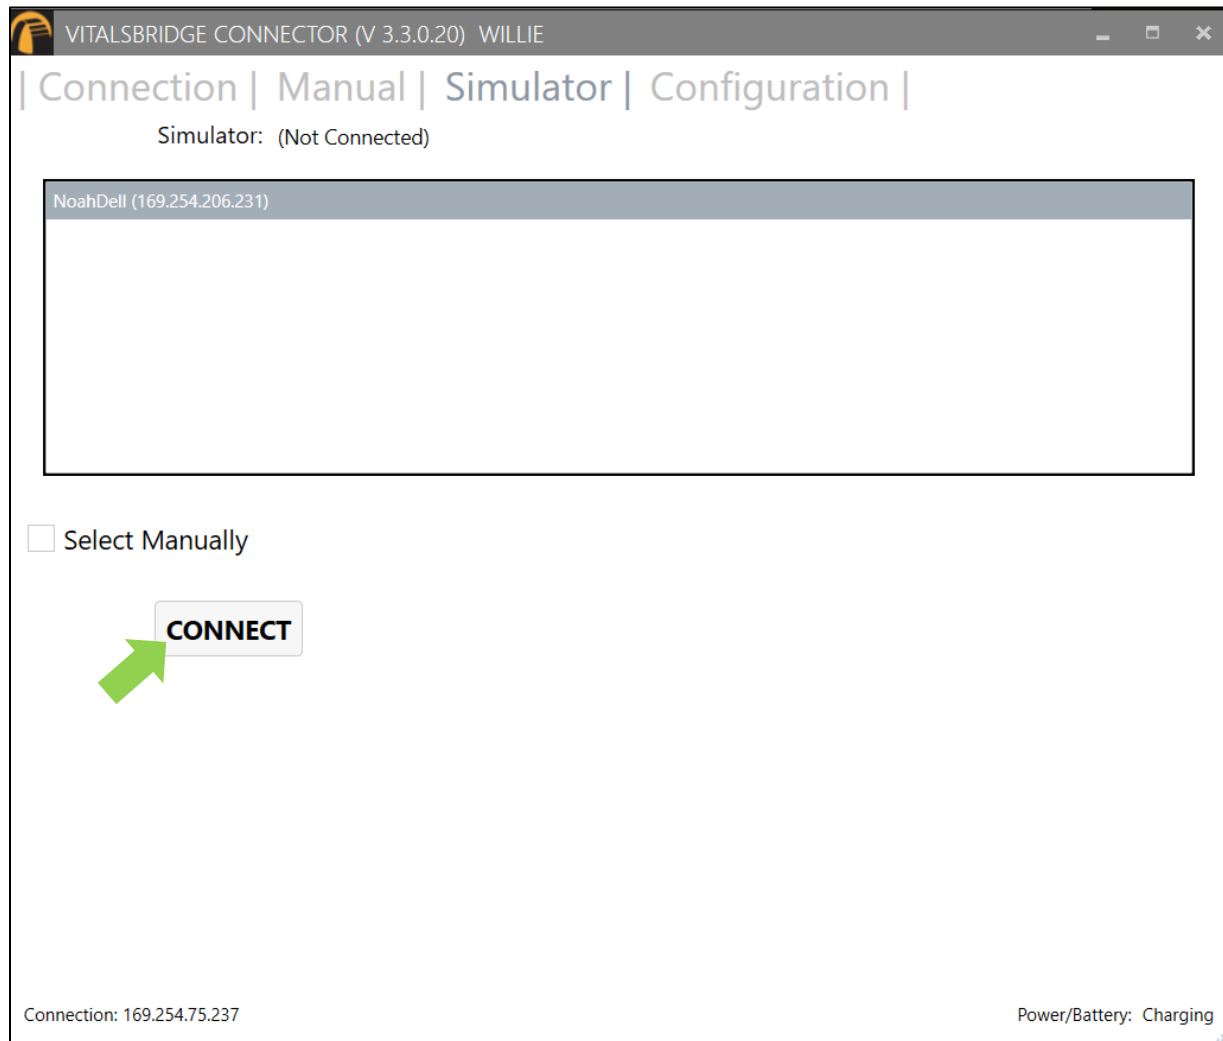 VITALSBRIDGE CONNECTOR (V 3.3.0.20) WILLIE
| Connection | Manual | Simulator | Configuration |
Simulator: (Not Connected)
NoahDell (169.254.206.231)
Select Manually
CONNECT
Connection: 169.254.75.237 Power/Battery: Charging